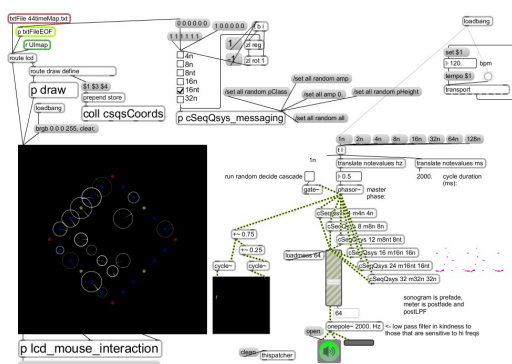 txtFile 44timeMap.txt
p txtFileEOF
r UImap
route lcd
route draw define
p draw
$1 $3 $4
prepend store
loadbang
coll csqsCoords
brgb 0 0 0 255, clear,
0 0 0 0 0 0
1 0 0 0 0 0
1 1 1 1 1 1
t b i
1
zl reg
-1
zl rot 1
4n
8n
8nt
16n
16nt
32n
/set all random amp
/set all random pClass
/set all amp 0.
/set all random pHeight
/set all random all
p cSeqQsys_messaging
loadbang
set $1
120.
bpm
tempo $1
transport
1n
2n
4n
8n
16n
32n
64n
128n
t l
1n
translate notevalues hz
translate notevalues ms
run random decide cascade
0.5
2000.
cycle duration
(ms):
gate~
phasor~
master
phase:
4 m4n 4n
8 m8n 8n
cSeqQsys 12 m8nt 8nt
cSeqQsys 16 m16n 16n
cSeqQsys 24 m16nt 16nt
cSeqQsys 32 m32n 32n
+~ 0.75
+~ 0.25
cycle~
cycle~
loadmess 64
sonogram is prefade,
meter is postfade and
postLPF
64
onepole~ 2000. Hz
<- low pass filter in kindness to
those that are sensitive to hi freqs
open
clean
thispatcher
p lcd_mouse_interaction